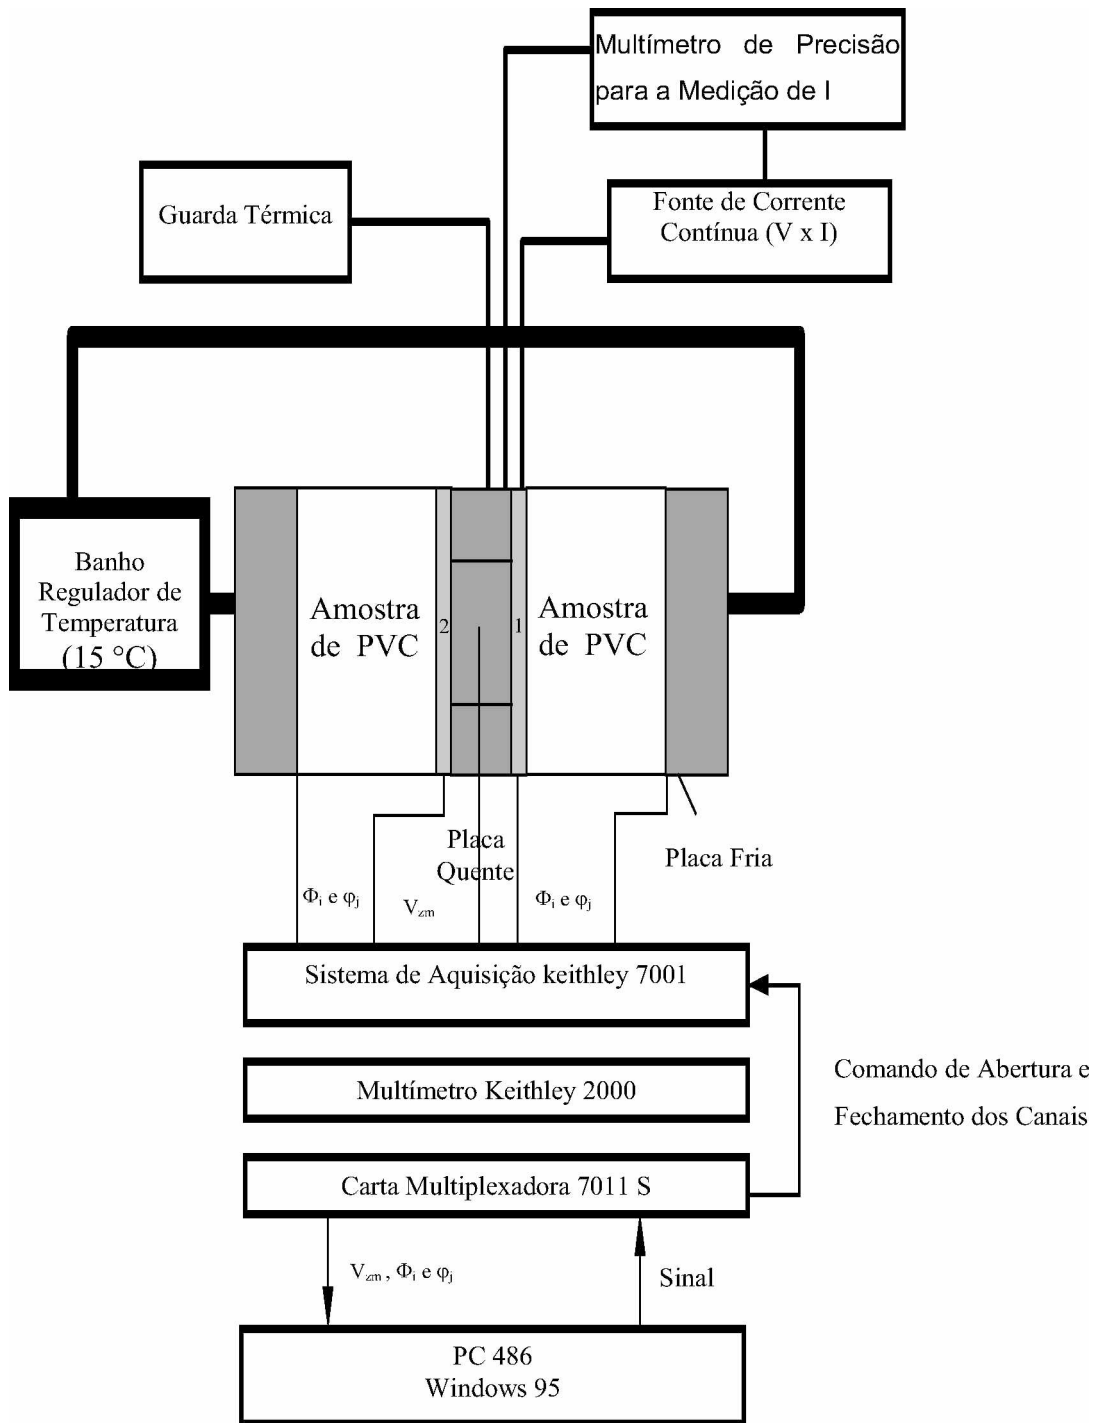 Multímetro de Precisão
para a Medição de I
Guarda Térmica
Fonte de Corrente
Contínua (V x I)
Banho
Regulador de
Temperatura
(15 °C)
Amostra
de PVC
2
1
Amostra
de PVC
Placa
Quente
Placa Fria
Φi e φj
Vzm
Φi e φj
Sistema de Aquisição keithley 7001
Multímetro Keithley 2000
Comando de Abertura e
Fechamento dos Canais
Carta Multiplexadora 7011 S
Vzm , Φi e φj
Sinal
PC 486
Windows 95